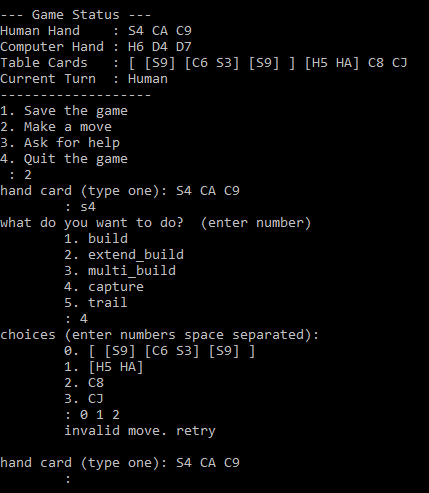 --- Game Status ---
Human Hand    : S4 CA C9
Computer Hand : H6 D4 D7
Table Cards   : [ [S9] [C6 S3] [S9] ] [H5 HA] C8 CJ
Current Turn  : Human
-------------------
1. Save the game
2. Make a move
3. Ask for help
4. Quit the game
 : 2
hand card (type one): S4 CA C9
        : s4
what do you want to do?  (enter number)
        1. build
        2. extend_build
        3. multi_build
        4. capture
        5. trail
        : 4
choices (enter numbers space separated):
        0. [ [S9] [C6 S3] [S9] ]
        1. [H5 HA]
        2. C8
        3. CJ
        : 0 1 2
        invalid move. retry

hand card (type one): S4 CA C9
        :